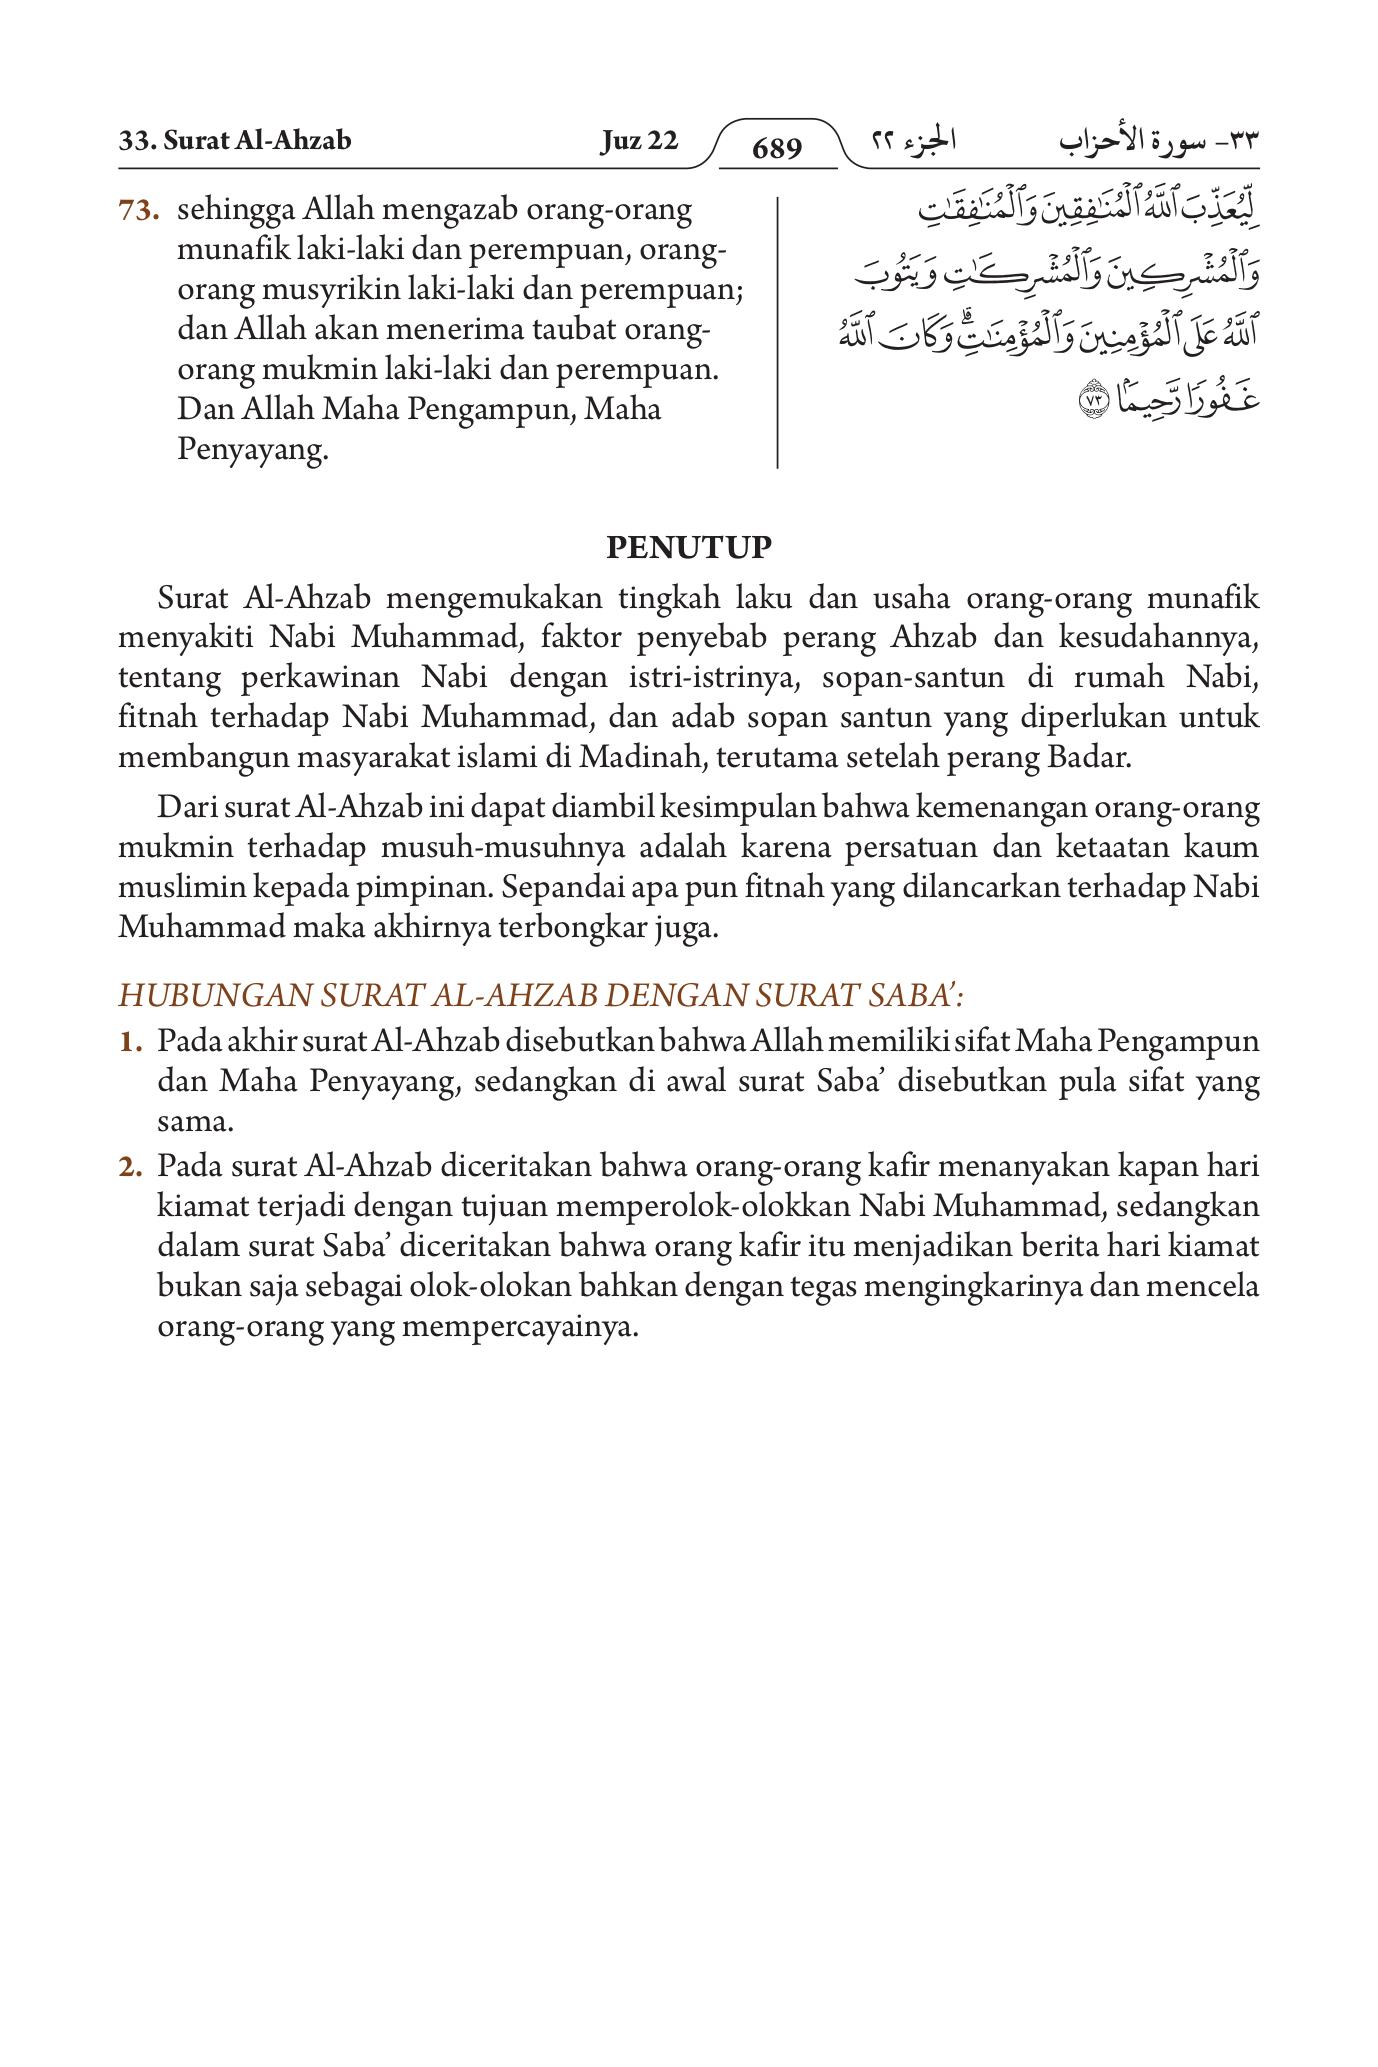 33. Surat Al-Ahzab Juz 22 689 الجزء ٢٢ ٣٣- سورة الأحزاب
73. sehingga Allah mengazab orang-orang
munafik laki-laki dan perempuan, orang-
orang musyrikin laki-laki dan perempuan;
dan Allah akan menerima taubat orang-
orang mukmin laki-laki dan perempuan.
Dan Allah Maha Pengampun, Maha
Penyayang.
لِّيُعَذِّبَ ٱللَّهُ ٱلْمُنَٰفِقِينَ وَٱلْمُنَٰفِقَٰتِ
وَٱلْمُشْرِكِينَ وَٱلْمُشْرِكَٰتِ وَيَتُوبَ
ٱللَّهُ عَلَى ٱلْمُؤْمِنِينَ وَٱلْمُؤْمِنَٰتِ ۗ وَكَانَ ٱللَّهُ
غَفُورًا رَّحِيمًۢا ٧٣
PENUTUP
Surat Al-Ahzab mengemukakan tingkah laku dan usaha orang-orang munafik
menyakiti Nabi Muhammad, faktor penyebab perang Ahzab dan kesudahannya,
tentang perkawinan Nabi dengan istri-istrinya, sopan-santun di rumah Nabi,
fitnah terhadap Nabi Muhammad, dan adab sopan santun yang diperlukan untuk
membangun masyarakat islami di Madinah, terutama setelah perang Badar.
Dari surat Al-Ahzab ini dapat diambil kesimpulan bahwa kemenangan orang-orang
mukmin terhadap musuh-musuhnya adalah karena persatuan dan ketaatan kaum
muslimin kepada pimpinan. Sepandai apa pun fitnah yang dilancarkan terhadap Nabi
Muhammad maka akhirnya terbongkar juga.
HUBUNGAN SURAT AL-AHZAB DENGAN SURAT SABA’:
1. Pada akhir surat Al-Ahzab disebutkan bahwa Allah memiliki sifat Maha Pengampun
dan Maha Penyayang, sedangkan di awal surat Saba’ disebutkan pula sifat yang
sama.
2. Pada surat Al-Ahzab diceritakan bahwa orang-orang kafir menanyakan kapan hari
kiamat terjadi dengan tujuan memperolok-olokkan Nabi Muhammad, sedangkan
dalam surat Saba’ diceritakan bahwa orang kafir itu menjadikan berita hari kiamat
bukan saja sebagai olok-olokan bahkan dengan tegas mengingkarinya dan mencela
orang-orang yang mempercayainya.